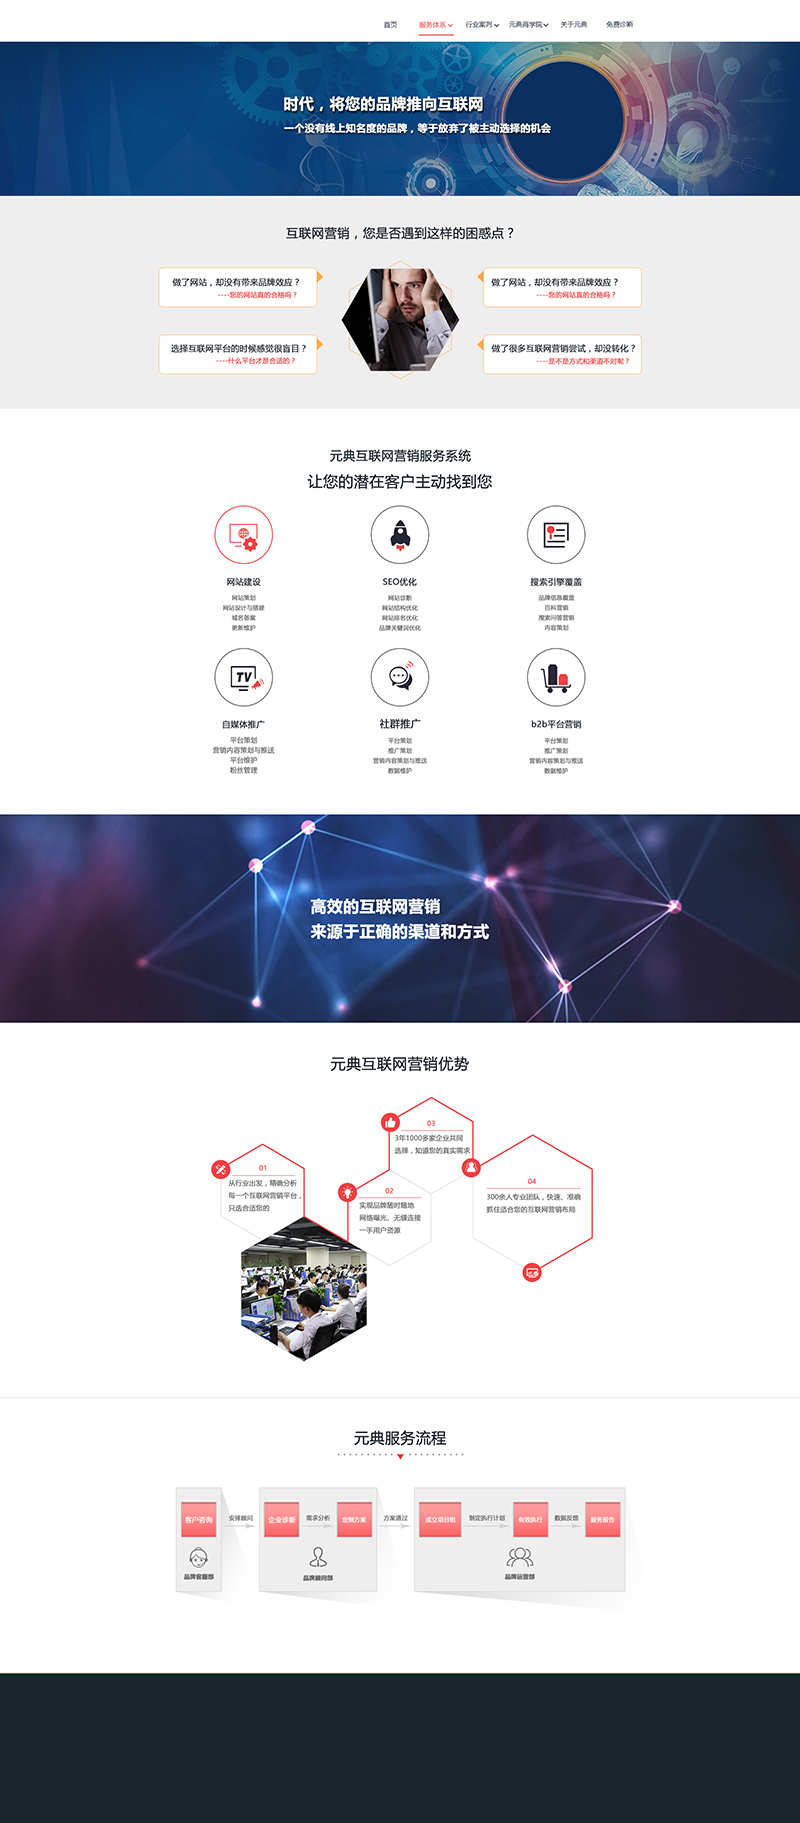 首页
服务体系
行业案列
元典商学院
关于元典
免费诊断
时代，将您的品牌推向互联网
一个没有线上知名度的品牌，等于放弃了被主动选择的机会
互联网营销，您是否遇到这样的困惑点？
做了网站，却没有带来品牌效应？
----您的网站真的合格吗？
做了网站，却没有带来品牌效应？
----您的网站真的合格吗？
选择互联网平台的时候感觉很盲目？
----什么平台才是合适的？
做了很多互联网营销尝试，却没转化？
----是不是方式和渠道不对呢？
元典互联网营销服务系统
让您的潜在客户主动找到您
网站建设
网站策划
网站设计与搭建
域名备案
更新维护
SEO优化
网站诊断
网站结构优化
网站排名优化
品牌关键词优化
搜索引擎覆盖
品牌信息覆盖
百科营销
搜索问答营销
内容策划
TV
自媒体推广
平台策划
营销内容策划与推送
平台维护
粉丝管理
社群推广
平台策划
推广策划
营销内容策划与推送
数据维护
b2b平台营销
平台策划
推广策划
营销内容策划与推送
数据维护
高效的互联网营销
来源于正确的渠道和方式
元典互联网营销优势
01
从行业出发，精确分析
每一个互联网营销平台，
只选合适您的
02
实现品牌随时随地
网络曝光、无缝连接
一手用户资源
03
3年1000多家企业共同
选择，知道您的真实需求
04
300余人专业团队，快速、准确
抓住适合您的互联网营销布局
元典服务流程
客户咨询
安排顾问
企业诊断
需求分析
定制方案
方案通过
成立项目组
制定执行计划
有效执行
数据反馈
服务报告
品牌客服部
品牌顾问部
品牌运营部